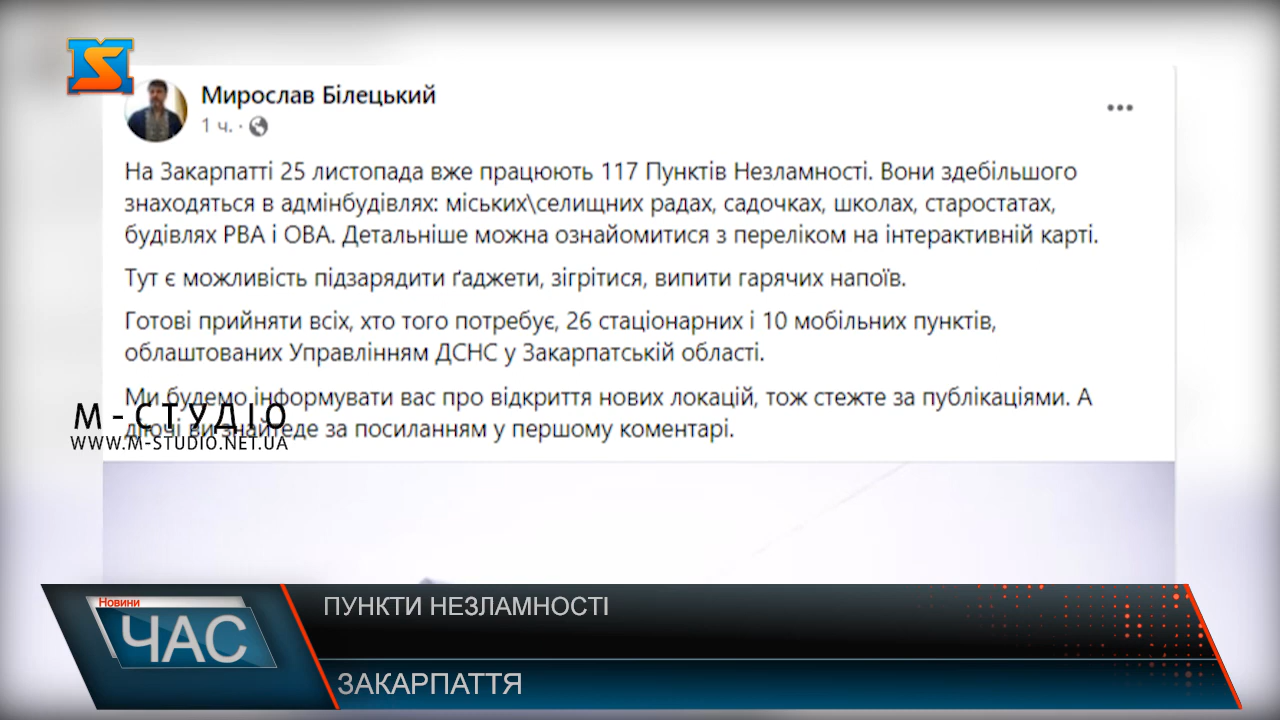 Мирослав Білецький
1 ч. ·
На Закарпатті 25 листопада вже працюють 117 Пунктів Незламності. Вони здебільшого
знаходяться в адмінбудівлях: міських\селищних радах, садочках, школах, старостатах,
будівлях РВА і ОВА. Детальніше можна ознайомитися з переліком на інтерактивній карті.
Тут є можливість підзарядити ґаджети, зігрітися, випити гарячих напоїв.
Готові прийняти всіх, хто того потребує, 26 стаціонарних і 10 мобільних пунктів,
облаштованих Управлінням ДСНС у Закарпатській області.
Ми будемо інформувати вас про відкриття нових локацій, тож стежте за публікаціями. А
діючі ви знайтеде за посиланням у першому коментарі.
М-СТУДІО
WWW.M-STUDIO.NET.UA
Новини
ЧАС
ПУНКТИ НЕЗЛАМНОСТІ
ЗАКАРПАТТЯ